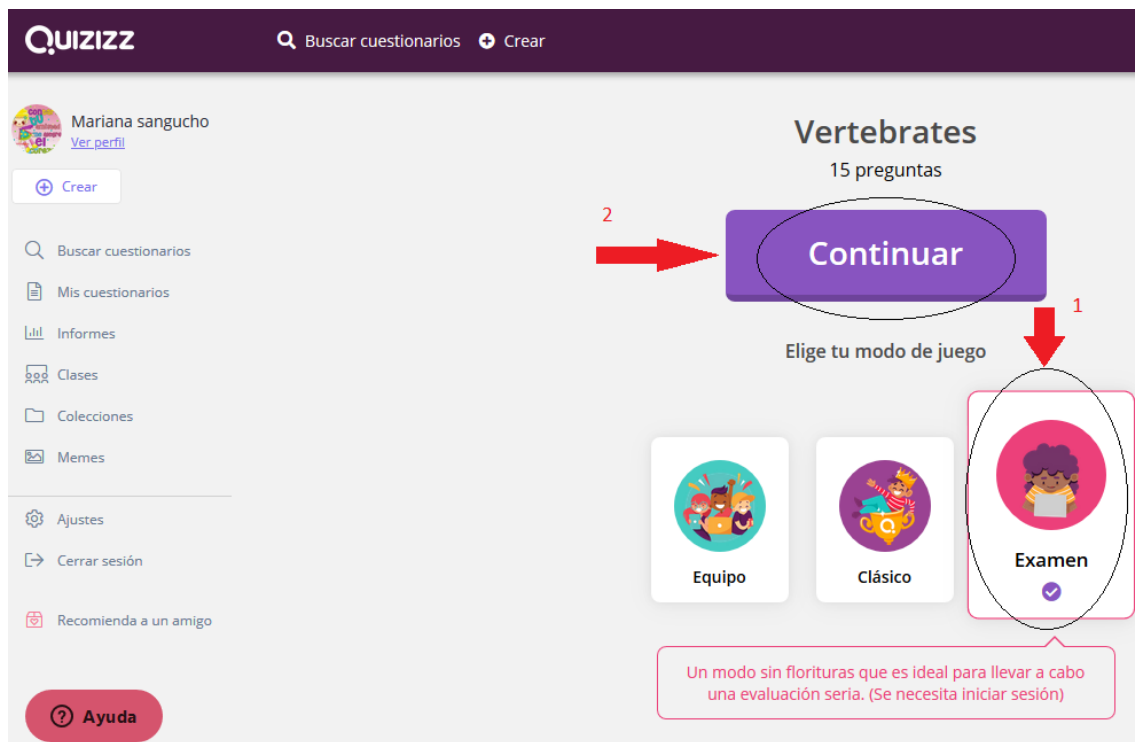 QUIZIZZ
Buscar cuestionarios
Crear
Mariana sangucho
Ver perfil
Crear
Buscar cuestionarios
Mis cuestionarios
Informes
Clases
Colecciones
Memes
Ajustes
Cerrar sesión
Recomienda a un amigo
Ayuda
Vertebrates
15 preguntas
2
Continuar
1
Elige tu modo de juego
Equipo
Clásico
Examen
Un modo sin florituras que es ideal para llevar a cabo
una evaluación seria. (Se necesita iniciar sesión)